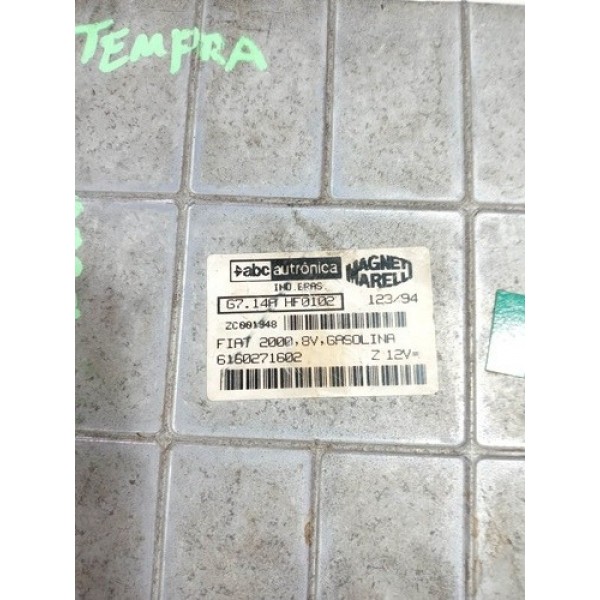 TEMPRA
abc autrônica MAGNETI MARELLI
IND.BRAS.
G7.14A HF0102 123/94
ZC001948
FIAT 2000,8V,GASOLINA
6160271602 Z 12V=